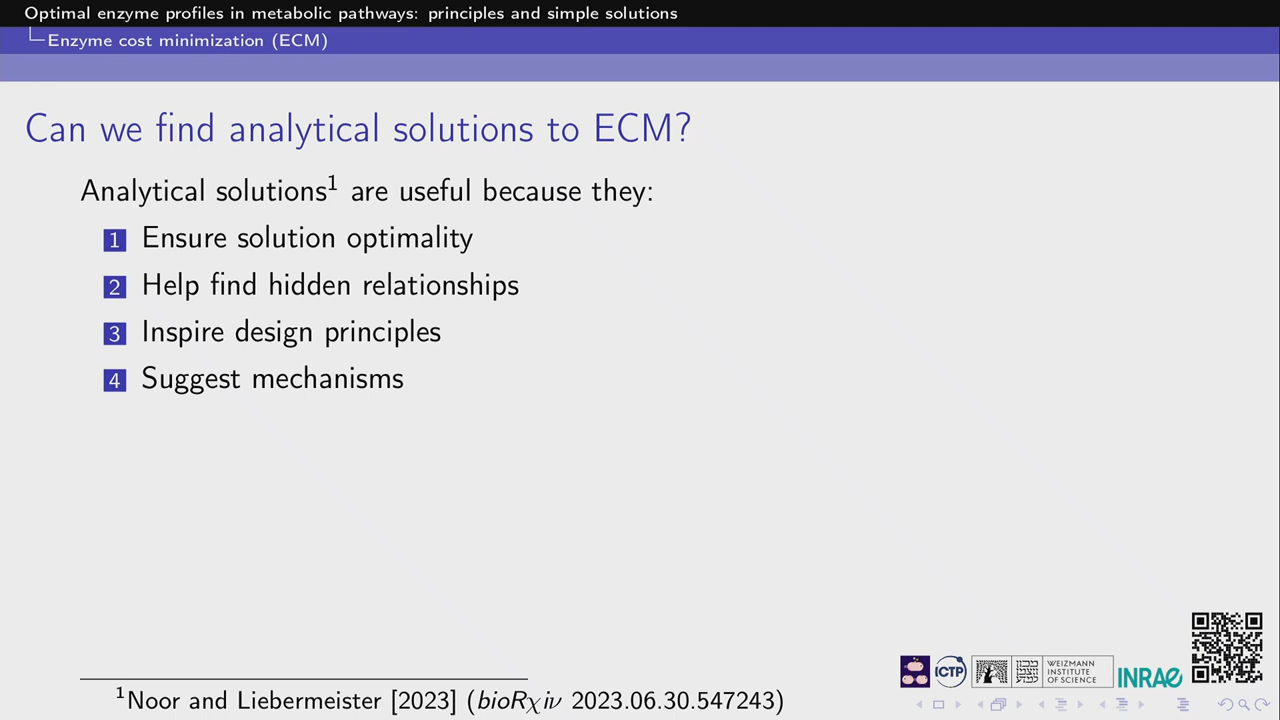 Optimal enzyme profiles in metabolic pathways: principles and simple solutions
Enzyme cost minimization (ECM)
Can we find analytical solutions to ECM?
Analytical solutions¹ are useful because they:
1 Ensure solution optimality
2 Help find hidden relationships
3 Inspire design principles
4 Suggest mechanisms
ICTP
WEIZMANN
INSTITUTE
OF SCIENCE
INRAE
¹Noor and Liebermeister [2023] (bioRχiν 2023.06.30.547243)